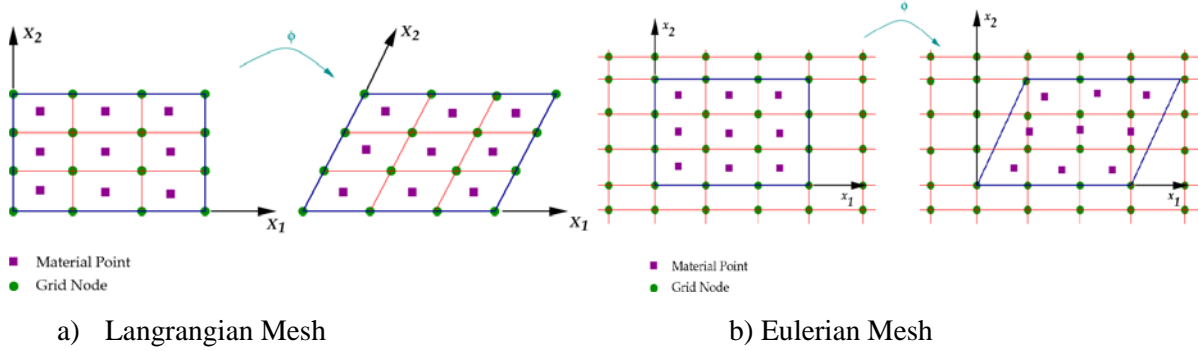 X2
ϕ
X1
X1
Material Point
Grid Node
a) Langrangian Mesh
x2
ϕ
x2
x1
x1
Material Point
Grid Node
b) Eulerian Mesh